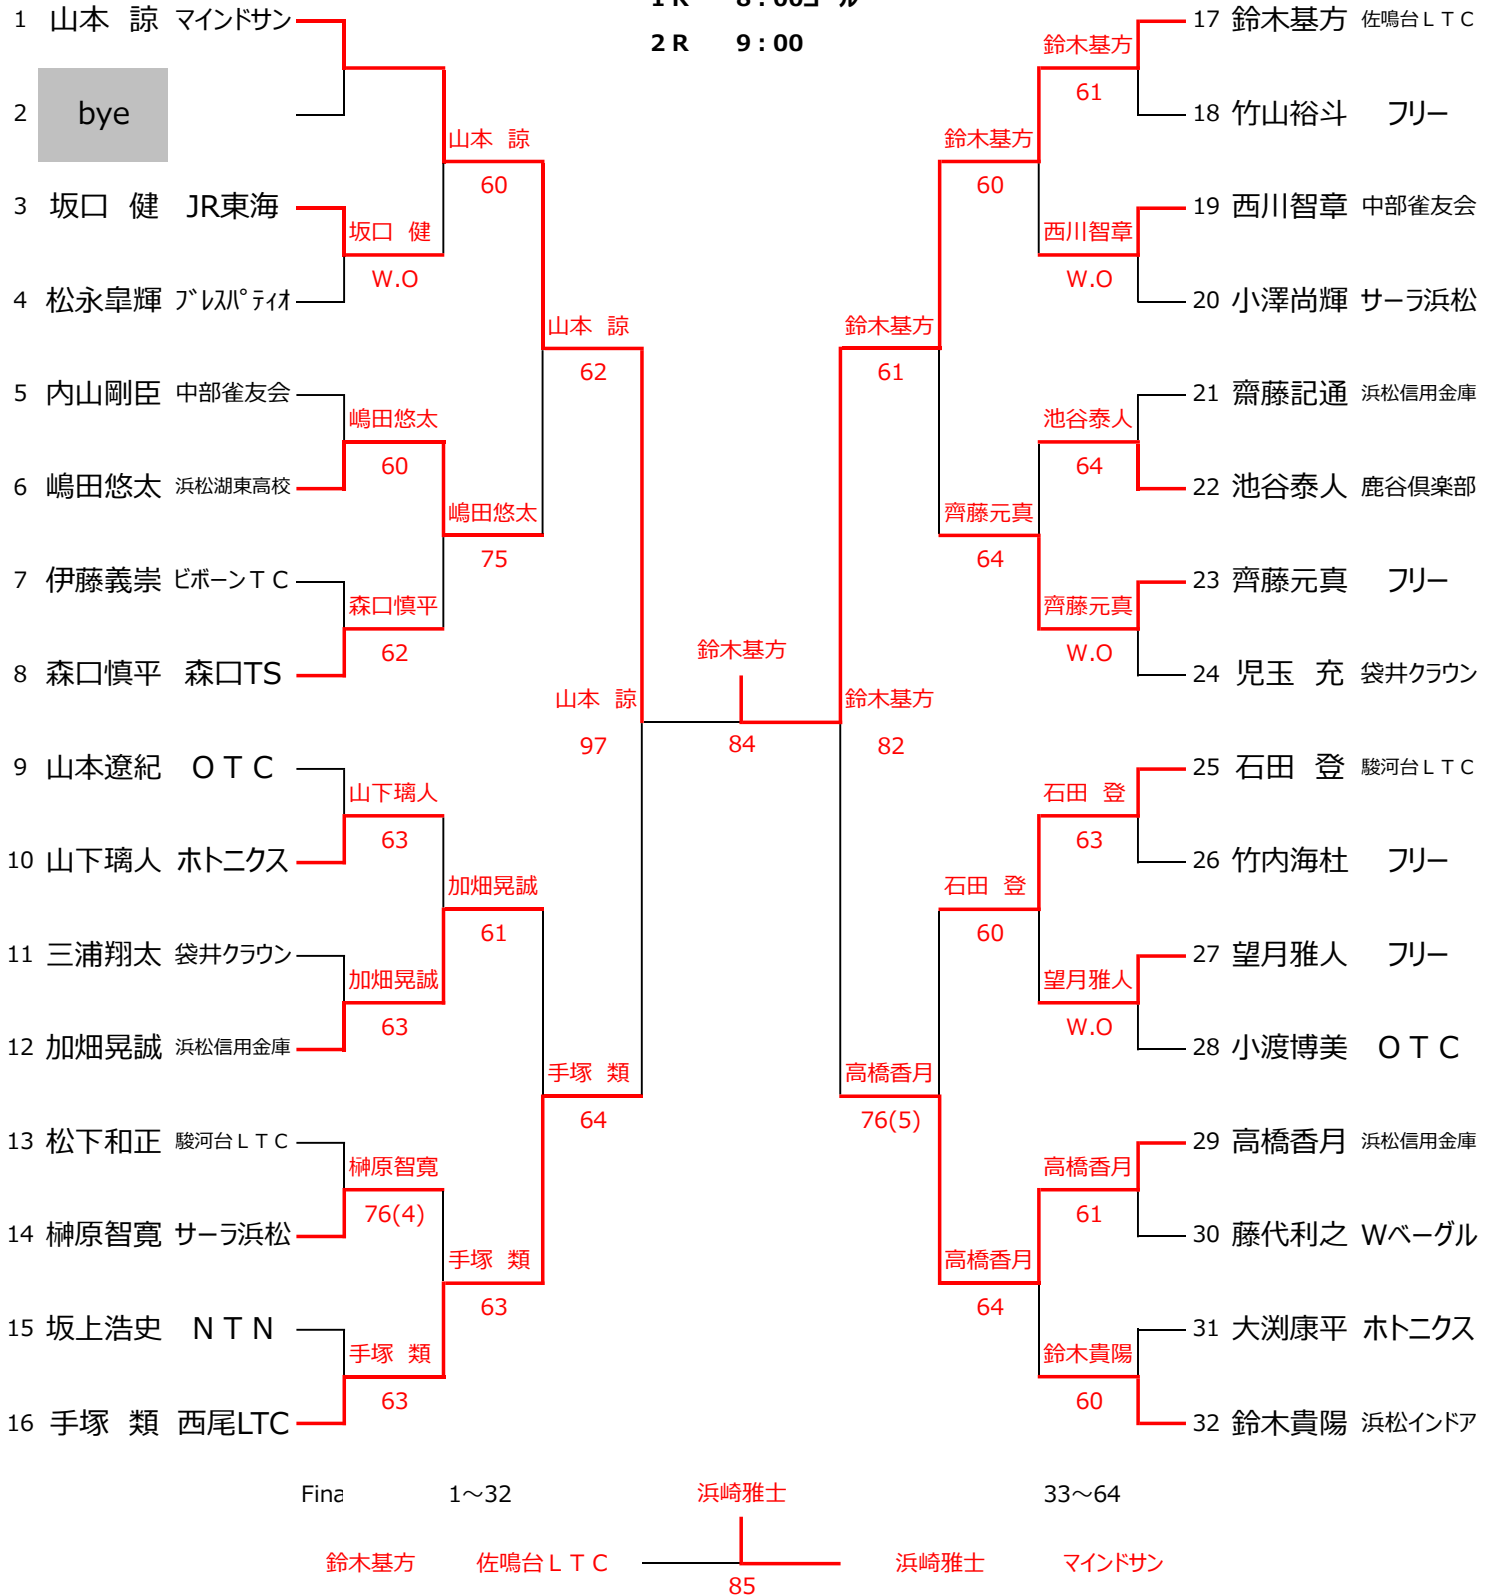 1R 8:00コール
2R 9:00
1 山本 諒 マインドサン
2 bye
山本 諒
60
3 坂口 健 JR東海
坂口 健
W.O
4 松永皐輝 ブレスパティオ
山本 諒
62
5 内山剛臣 中部雀友会
嶋田悠太
60
6 嶋田悠太 浜松湖東高校
嶋田悠太
75
7 伊藤義崇 ビボーンTC
森口慎平
62
8 森口慎平 森口TS
山本 諒
97
9 山本遼紀 OTC
山下璃人
63
10 山下璃人 ホトニクス
加畑晃誠
61
11 三浦翔太 袋井クラウン
加畑晃誠
63
12 加畑晃誠 浜松信用金庫
手塚 類
64
13 松下和正 駿河台LTC
榊原智寛
76(4)
14 榊原智寛 サーラ浜松
手塚 類
63
15 坂上浩史 NTN
手塚 類
63
16 手塚 類 西尾LTC
鈴木基方
84
17 鈴木基方 佐鳴台LTC
鈴木基方
61
18 竹山裕斗 フリー
鈴木基方
60
19 西川智章 中部雀友会
西川智章
W.O
20 小澤尚輝 サーラ浜松
鈴木基方
61
21 齋藤記通 浜松信用金庫
池谷泰人
64
22 池谷泰人 鹿谷倶楽部
齊藤元真
64
23 齊藤元真 フリー
齊藤元真
W.O
24 児玉 充 袋井クラウン
鈴木基方
82
25 石田 登 駿河台LTC
石田 登
63
26 竹内海杜 フリー
石田 登
60
27 望月雅人 フリー
望月雅人
W.O
28 小渡博美 OTC
高橋香月
76(5)
29 高橋香月 浜松信用金庫
高橋香月
61
30 藤代利之 Wベーグル
高橋香月
64
31 大渕康平 ホトニクス
鈴木貴陽
60
32 鈴木貴陽 浜松インドア
Fina 1～32 浜崎雅士 33～64
鈴木基方 佐鳴台LTC 浜崎雅士 マインドサン
85